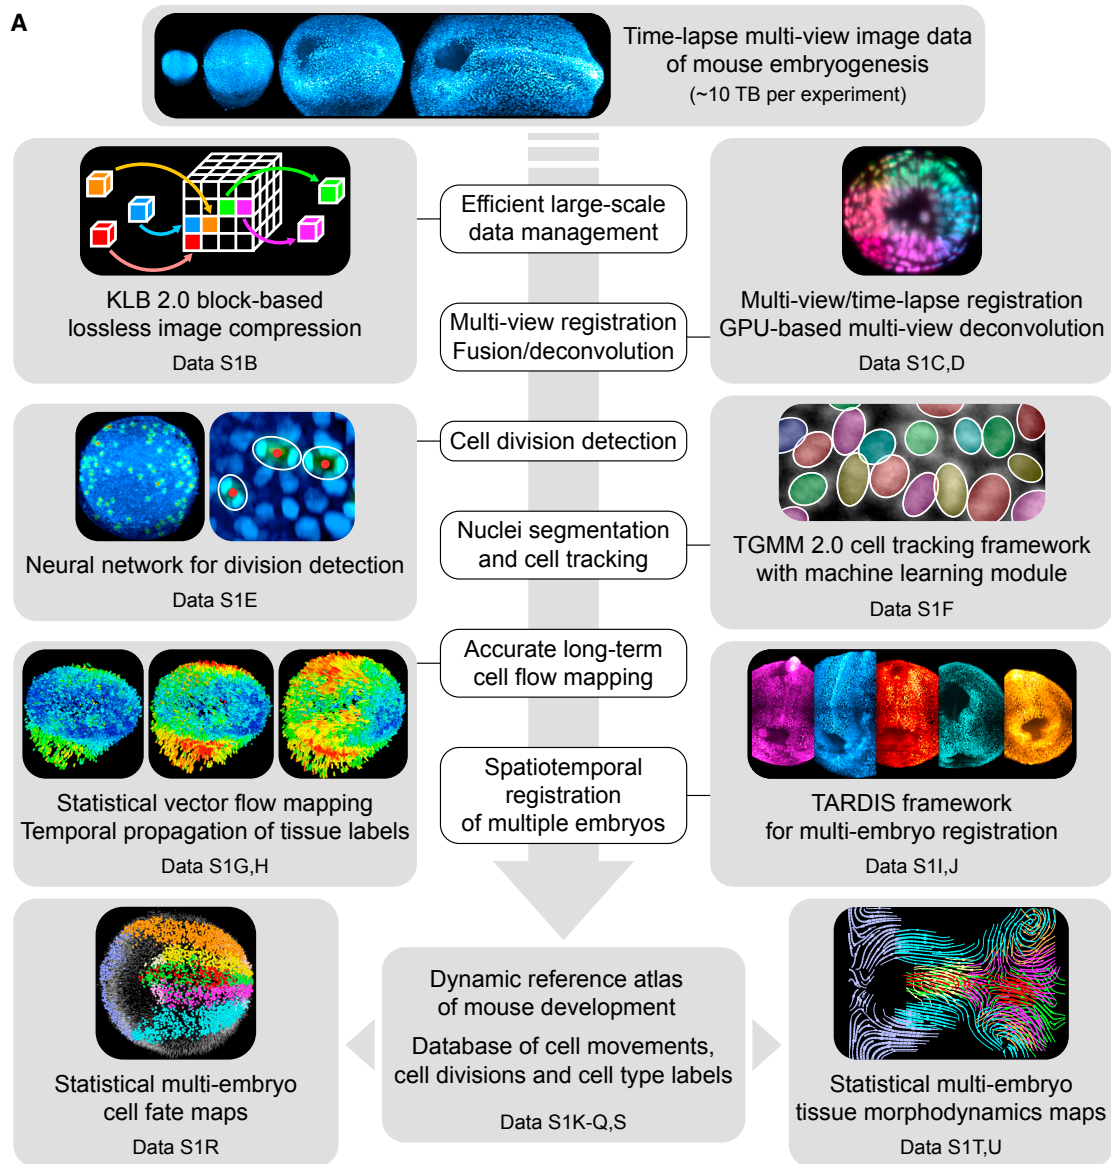 A
Time-lapse multi-view image data
of mouse embryogenesis
(~10 TB per experiment)
KLB 2.0 block-based
lossless image compression
Data S1B
Efficient large-scale
data management
Multi-view registration
Fusion/deconvolution
Multi-view/time-lapse registration
GPU-based multi-view deconvolution
Data S1C,D
Neural network for division detection
Data S1E
Cell division detection
Nuclei segmentation
and cell tracking
TGMM 2.0 cell tracking framework
with machine learning module
Data S1F
Statistical vector flow mapping
Temporal propagation of tissue labels
Data S1G,H
Accurate long-term
cell flow mapping
Spatiotemporal
registration
of multiple embryos
TARDIS framework
for multi-embryo registration
Data S1I,J
Statistical multi-embryo
cell fate maps
Data S1R
Dynamic reference atlas
of mouse development
Database of cell movements,
cell divisions and cell type labels
Data S1K-Q,S
Statistical multi-embryo
tissue morphodynamics maps
Data S1T,U